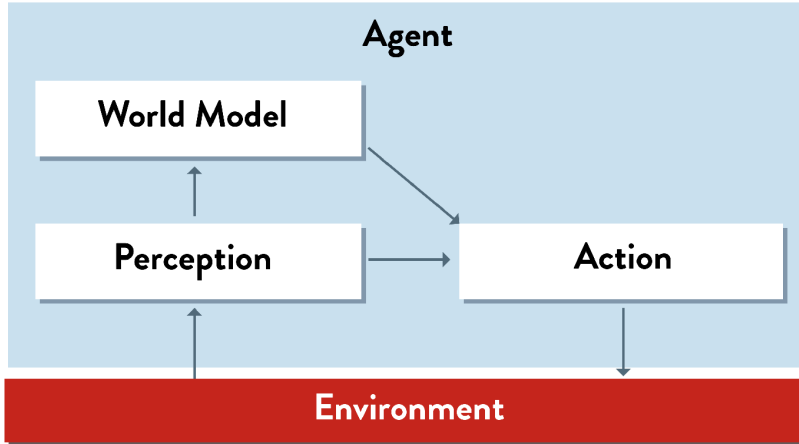 Agent
World Model
Perception
Action
Environment